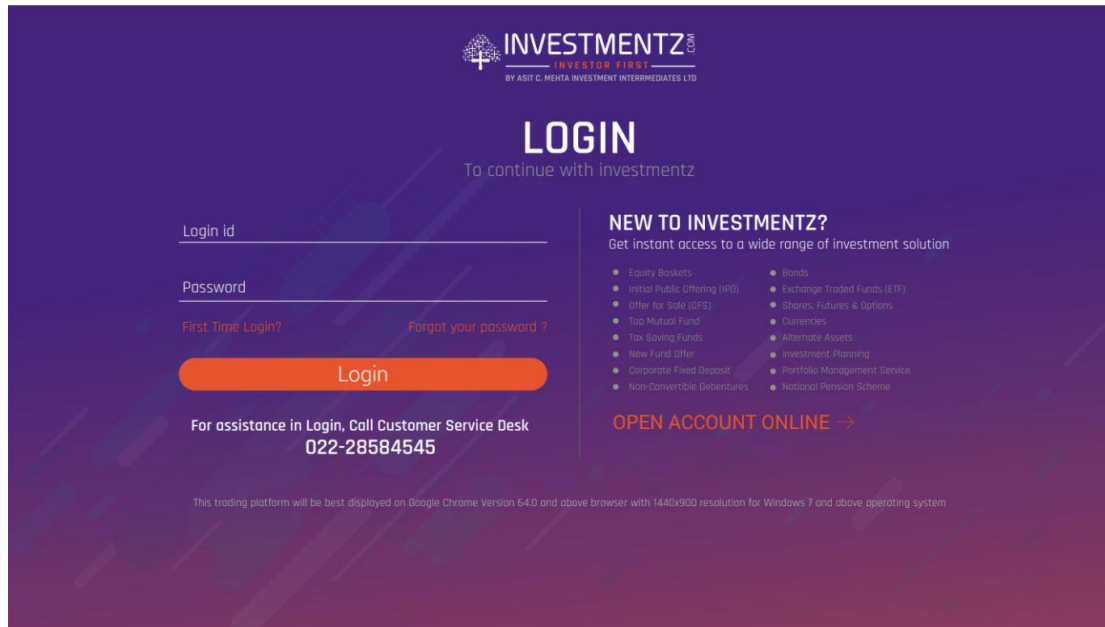 INVESTMENTZ.COM
INVESTOR FIRST
BY ASIT C. MEHTA INVESTMENT INTERRMEDIATES LTD
LOGIN
To continue with investmentz
Login id
Password
First Time Login?
Forgot your password ?
Login
For assistance in Login, Call Customer Service Desk
022-28584545
NEW TO INVESTMENTZ?
Get instant access to a wide range of investment solution
Equity Baskets
Initial Public Offering (IPO)
Offer for Sale (OFS)
Top Mutual Fund
Tax Saving Funds
New Fund Offer
Corporate Fixed Deposit
Non-Convertible Debentures
Bonds
Exchange Traded Funds (ETF)
Shares, Futures & Options
Currencies
Alternate Assets
Investment Planning
Portfolio Management Service
National Pension Scheme
OPEN ACCOUNT ONLINE →
This trading platform will be best displayed on Google Chrome Version 64.0 and above browser with 1440x900 resolution for Windows 7 and above operating system